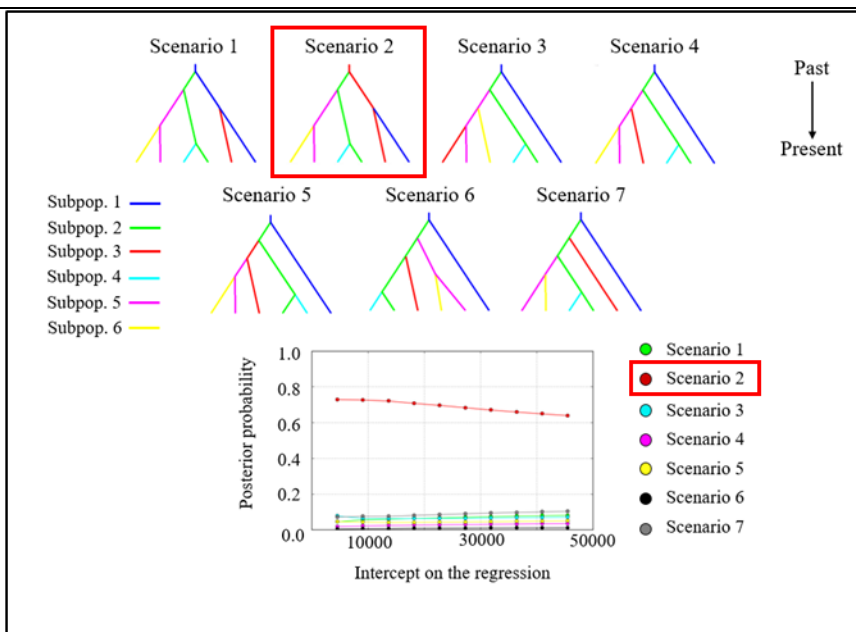 Scenario 1
Scenario 2
Scenario 3
Scenario 4
Past
Present
Scenario 5
Scenario 6
Scenario 7
Subpop. 1
Subpop. 2
Subpop. 3
Subpop. 4
Subpop. 5
Subpop. 6
Posterior probability
1.0
0.8
0.6
0.4
0.2
0.0
10000
30000
50000
Intercept on the regression
Scenario 1
Scenario 2
Scenario 3
Scenario 4
Scenario 5
Scenario 6
Scenario 7